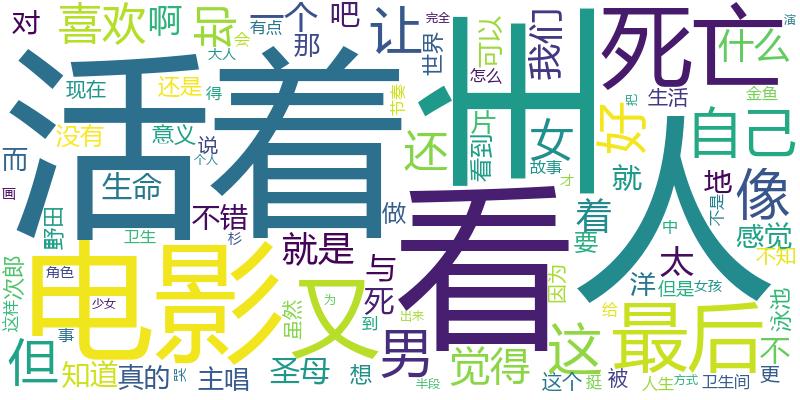 对
喜欢
啊
却
一个
那
吧
让
世界
可以
完全
怎么
我们
死亡
演
什么
有点
会
大人
活着
现在
还是
得
节奏
金鱼
把
生活
没有
意义
说
个人
还
看到
片
女
故事
才
好
自己
出
人
而
画
生命
不错
做
就
地
不是
像
感觉
野田
卫生
杉
就是
与
看
着
要
因为
太
中
不知
次郎
这样
电影
角色
少女
事
又
虽然
为
死
到
出来
男
洋
但是
女孩
给
泳池
这
最后
不
更
但
知道
真的
哭
主唱
圣母
想
半段
觉得
这个
挺
被
人生
方式
卫生间